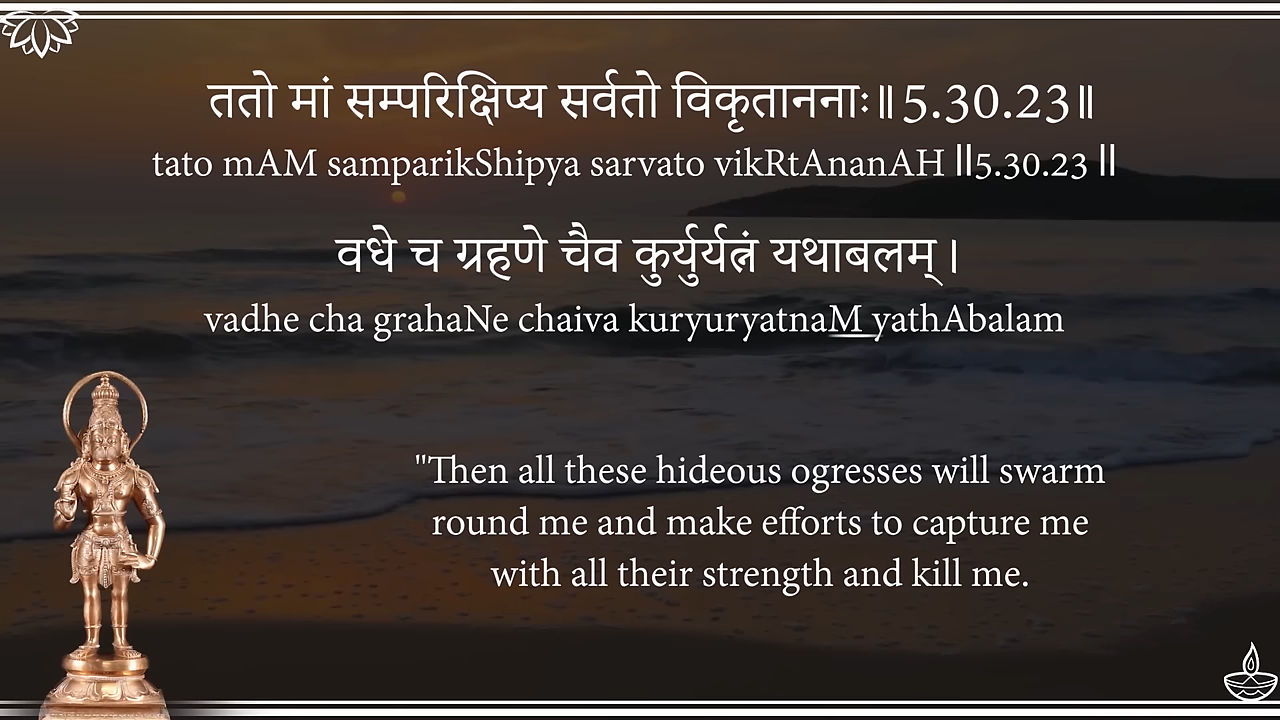 ततो मां सम्परिक्षिप्य सर्वतो विकृताननाः॥5.30.23॥
tato mAM samparikShipya sarvato vikRtAnanAH ||5.30.23 ||
वधे च ग्रहणे चैव कुर्युर्यत्नं यथाबलम्।
vadhe cha grahaNe chaiva kuryuryatnaM yathAbalam
"Then all these hideous ogresses will swarm
round me and make efforts to capture me
with all their strength and kill me.